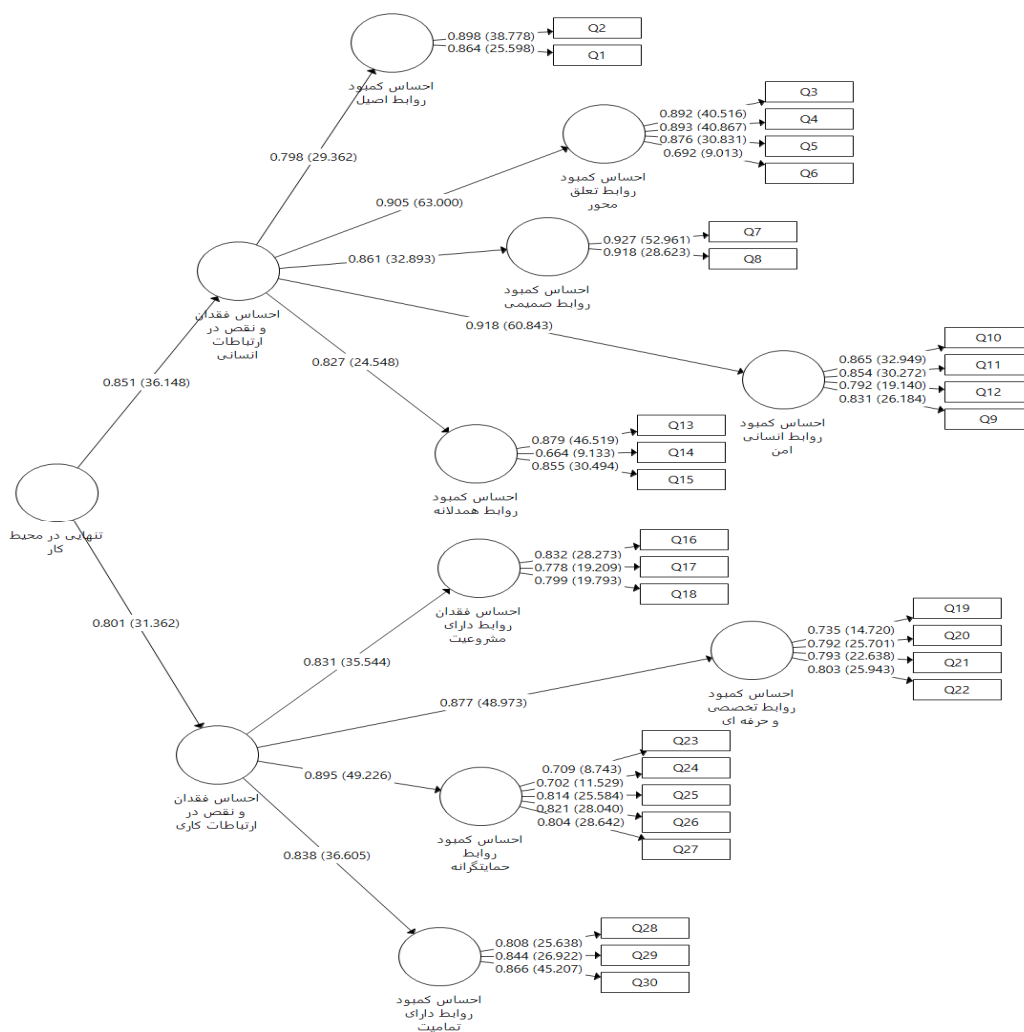 0.898 (38.778)
0.864 (25.598)
Q2
Q1
احساس کمبود
روابط اصیل
0.798 (29.362)
0.892 (40.516)
0.893 (40.867)
0.876 (30.831)
0.692 (9.013)
Q3
Q4
Q5
Q6
احساس کمبود
روابط تعلق
محور
0.905 (63.000)
0.927 (52.961)
0.918 (28.623)
Q7
Q8
احساس کمبود
روابط صمیمی
0.861 (32.893)
احساس فقدان
و نقص در
ارتباطات
انسانی
0.918 (60.843)
0.865 (32.949)
0.854 (30.272)
0.792 (19.140)
0.831 (26.184)
Q10
Q11
Q12
Q9
احساس کمبود
روابط انسانی
امن
0.827 (24.548)
0.851 (36.148)
0.879 (46.519)
0.664 (9.133)
0.855 (30.494)
Q13
Q14
Q15
احساس کمبود
روابط همدلانه
تنهایی در محیط
کار
0.832 (28.273)
0.778 (19.209)
0.799 (19.793)
Q16
Q17
Q18
احساس فقدان
روابط دارای
مشروعیت
0.801 (31.362)
0.831 (35.544)
0.735 (14.720)
0.792 (25.701)
0.793 (22.638)
0.803 (25.943)
Q19
Q20
Q21
Q22
احساس کمبود
روابط تخصصی
و حرفه ای
0.877 (48.973)
احساس فقدان
و نقص در
ارتباطات کاری
0.895 (49.226)
0.709 (8.743)
0.702 (11.529)
0.814 (25.584)
0.821 (28.040)
0.804 (28.642)
Q23
Q24
Q25
Q26
Q27
احساس کمبود
روابط
حمایتگرانه
0.838 (36.605)
0.808 (25.638)
0.844 (26.922)
0.866 (45.207)
Q28
Q29
Q30
احساس کمبود
روابط دارای
تمامیت